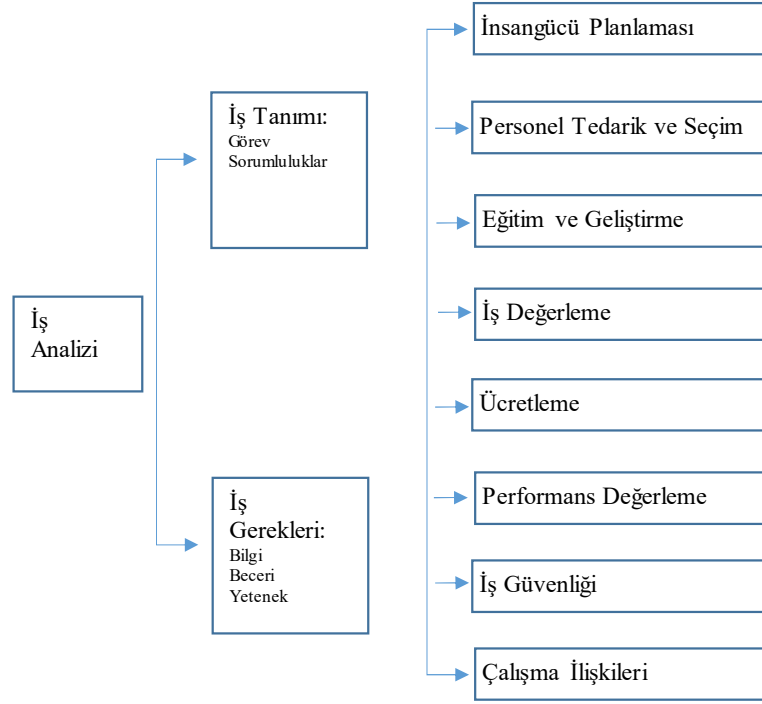 İş
Analizi
İş Tanımı:
Görev
Sorumluluklar
İş
Gerekleri:
Bilgi
Beceri
Yetenek
İnsangücü Planlaması
Personel Tedarik ve Seçim
Eğitim ve Geliştirme
İş Değerleme
Ücretleme
Performans Değerleme
İş Güvenliği
Çalışma İlişkileri